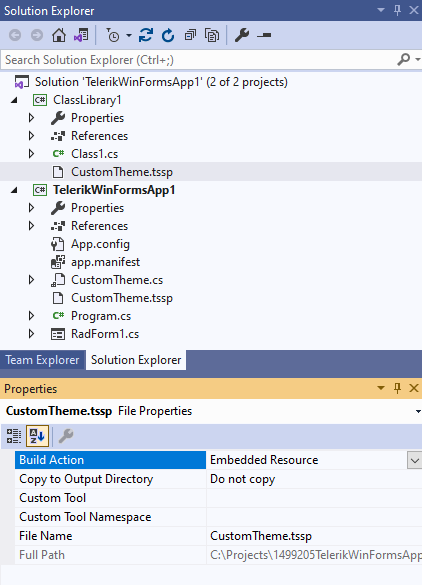 Solution Explorer
Search Solution Explorer (Ctrl+;)
Solution 'TelerikWinFormsApp1' (2 of 2 projects)
C# ClassLibrary1
Properties
References
C# Class1.cs
CustomTheme.tssp
C# TelerikWinFormsApp1
Properties
References
App.config
app.manifest
CustomTheme.cs
CustomTheme.tssp
C# Program.cs
RadForm1.cs
Team Explorer Solution Explorer
Properties
CustomTheme.tssp File Properties
Build Action Embedded Resource
Copy to Output Directory Do not copy
Custom Tool
Custom Tool Namespace
File Name CustomTheme.tssp
Full Path C:\Projects\1499205TelerikWinFormsApp